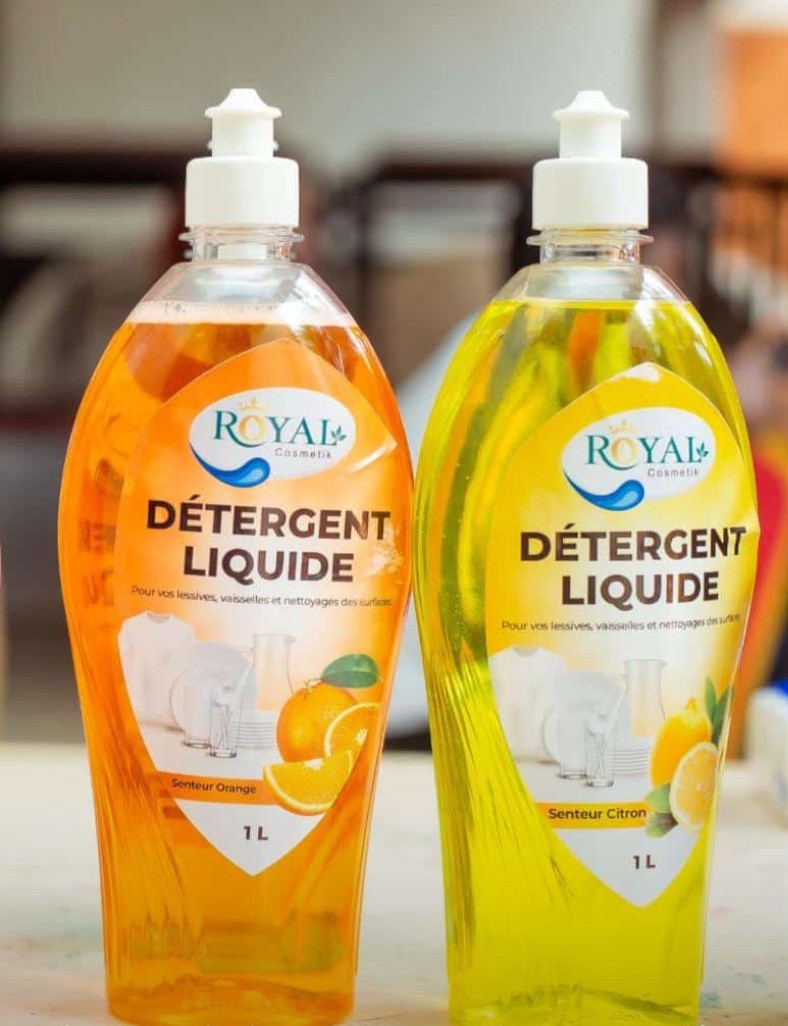 ROYAL
Cosmetik
DÉTERGENT
LIQUIDE
Pour vos lessives, vaisselles et nettoyages des surfaces
Senteur Orange
1 L
ROYAL
Cosmetik
DÉTERGENT
LIQUIDE
Pour vos lessives, vaisselles et nettoyages des surfaces
Senteur Citron
1 L